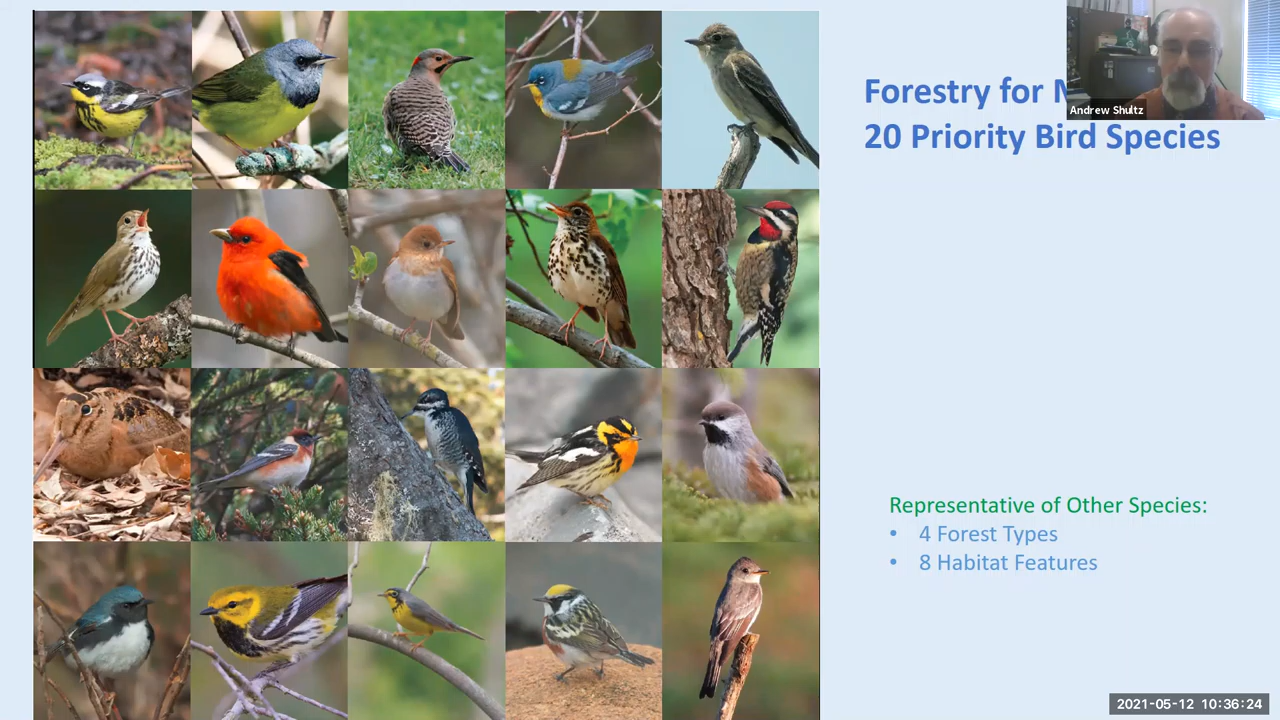 Forestry for
20 Priority Bird Species
Andrew Shultz
Representative of Other Species:
• 4 Forest Types
• 8 Habitat Features
2021-05-12 10:36:24